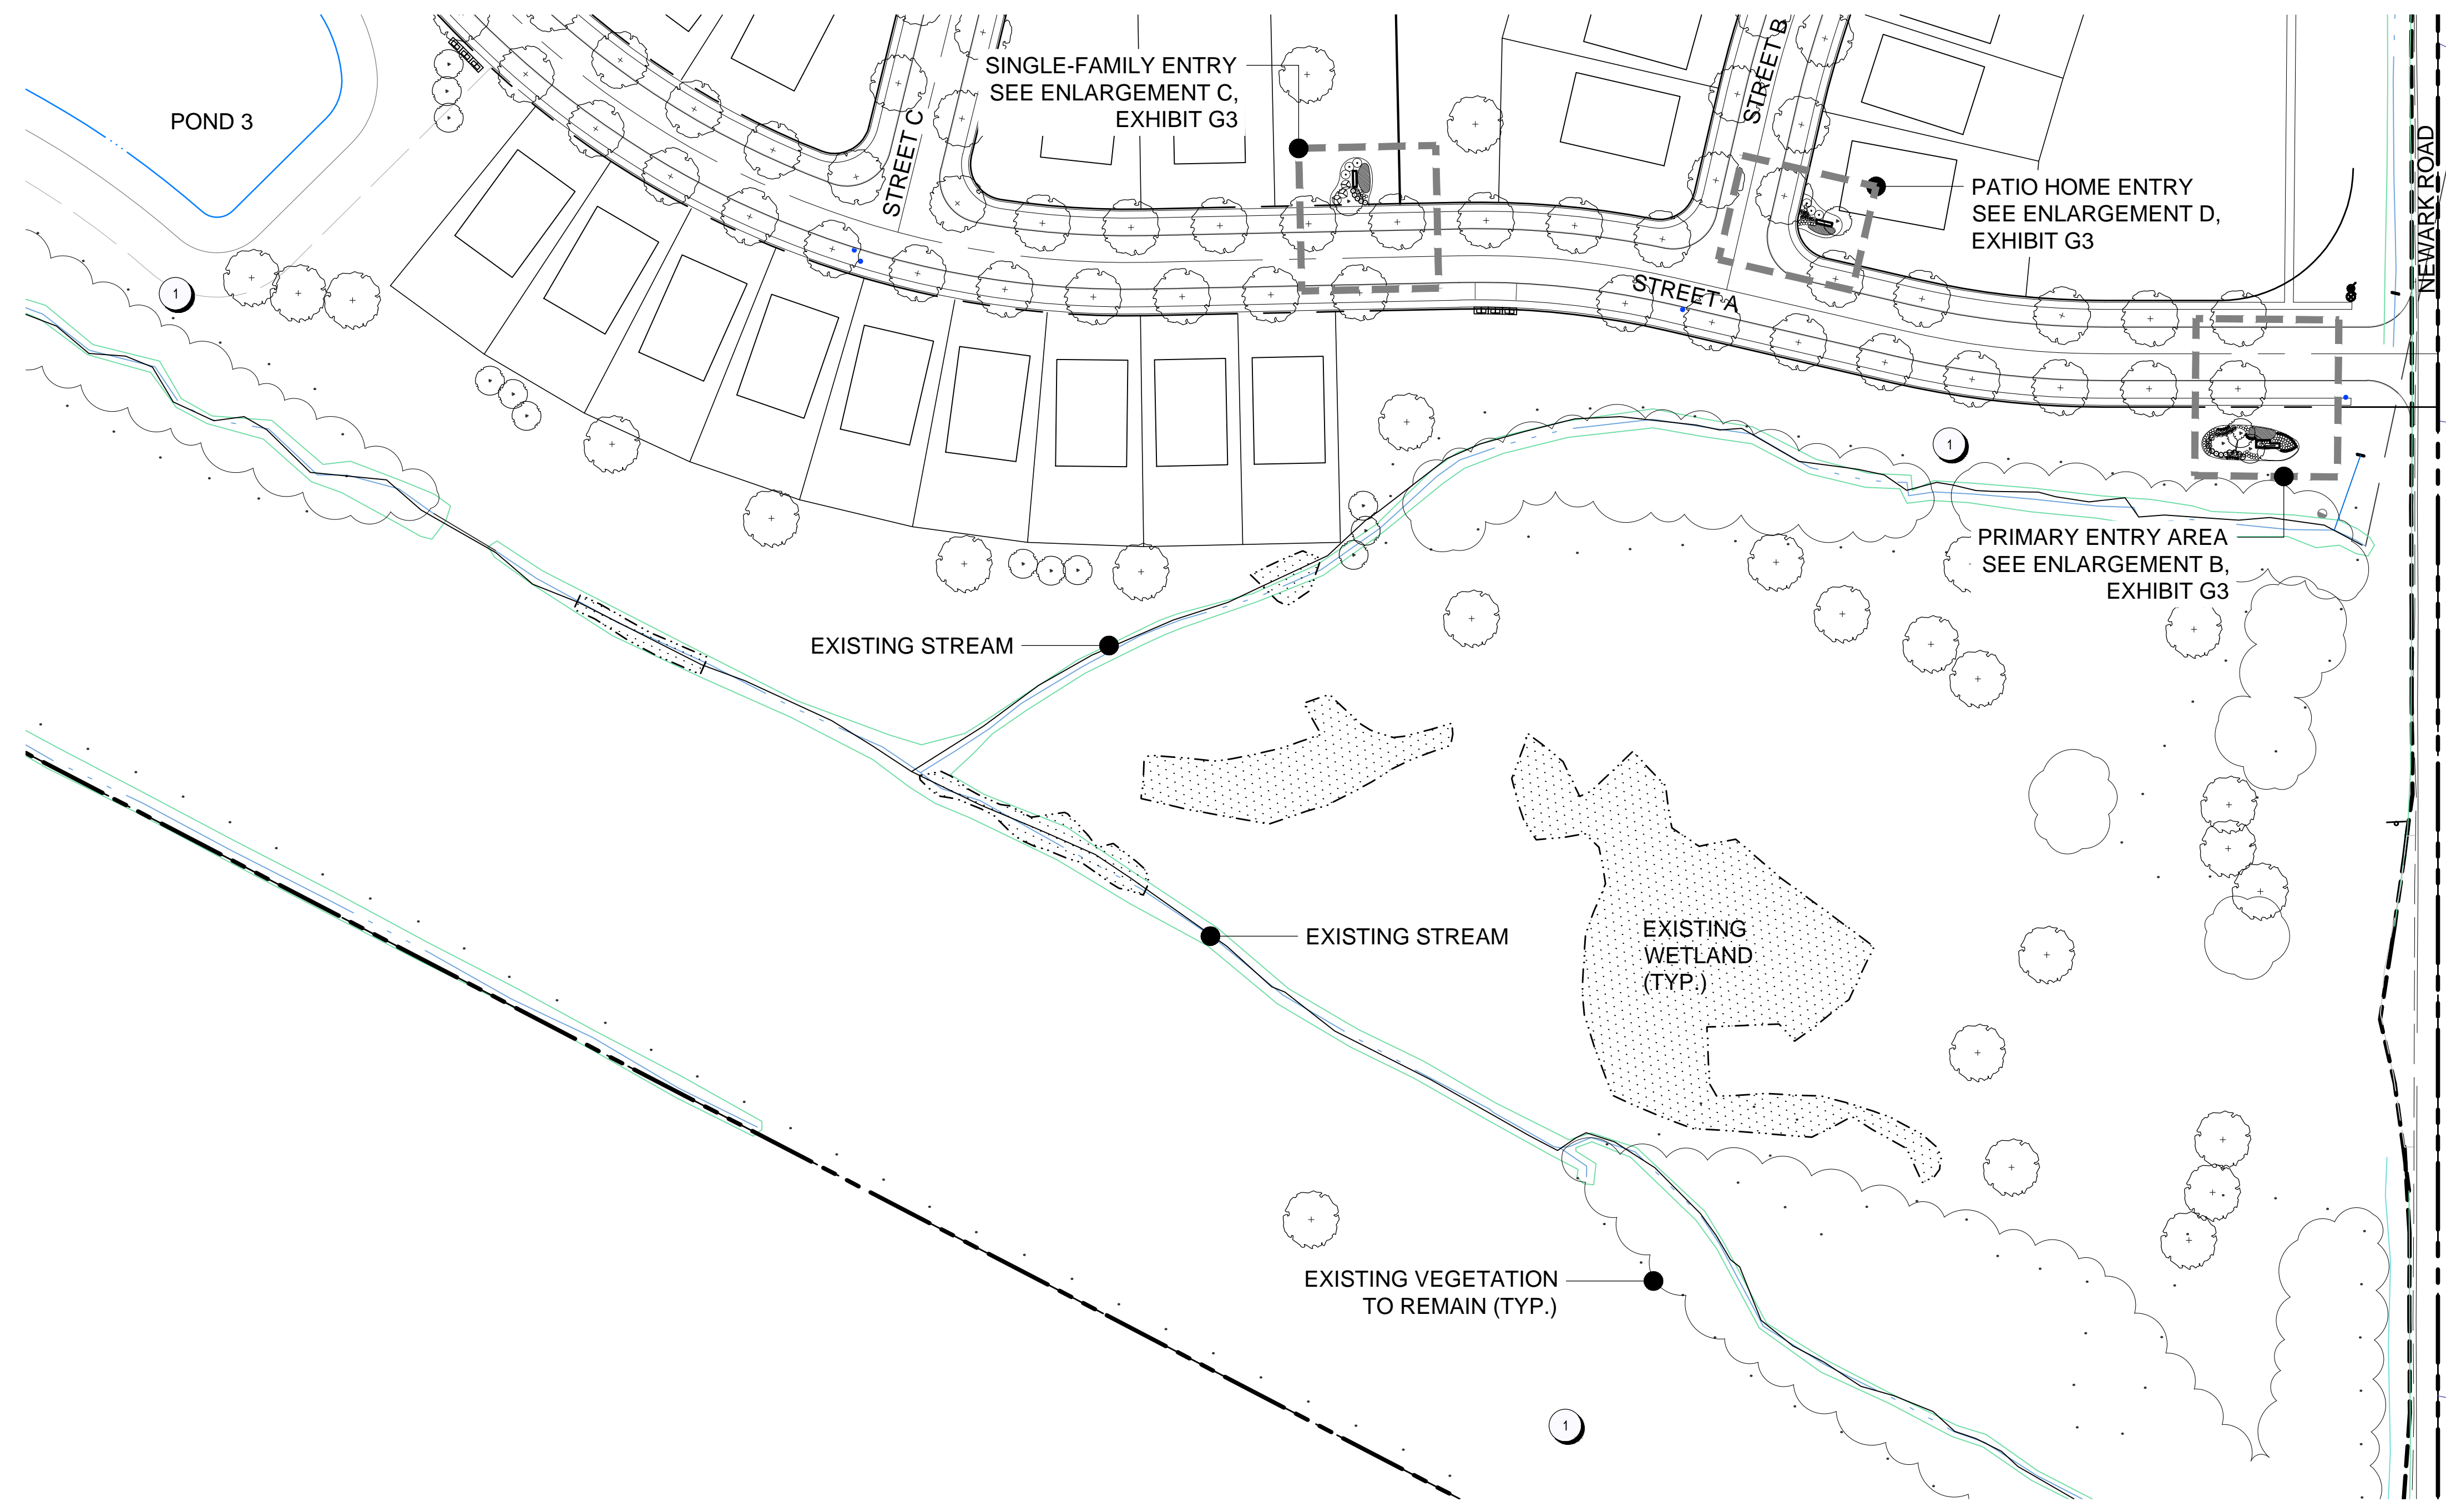 SINGLE-FAMILY ENTRY
SEE ENLARGEMENT C,
EXHIBIT G3
POND 3
STREET C
STREET B
NEWARK ROAD
PATIO HOME ENTRY
SEE ENLARGEMENT D,
EXHIBIT G3
1
STREET A
1
PRIMARY ENTRY AREA
SEE ENLARGEMENT B,
EXHIBIT G3
EXISTING STREAM
EXISTING STREAM
EXISTING
WETLAND
(TYP.)
EXISTING VEGETATION
TO REMAIN (TYP.)
1